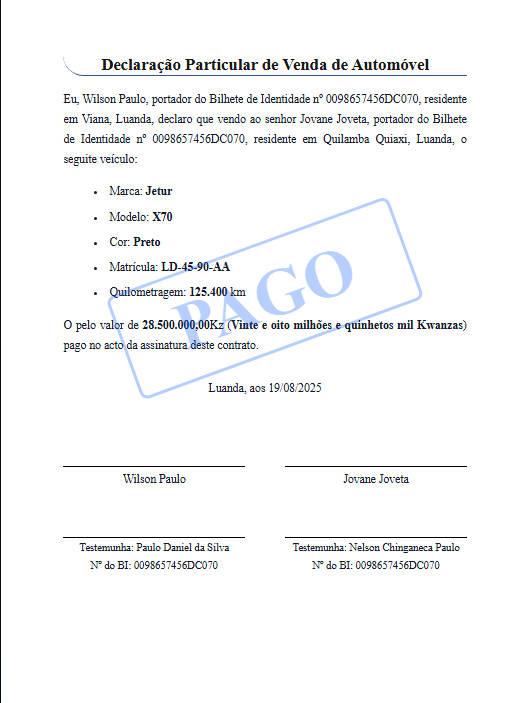 Declaração Particular de Venda de Automóvel
Eu, Wilson Paulo, portador do Bilhete de Identidade nº 0098657456DC070, residente
em Viana, Luanda, declaro que vendo ao senhor Jovane Joveta, portador do Bilhete
de Identidade nº 0098657456DC070, residente em Quilamba Quiaxi, Luanda, o
seguite veículo:
• Marca: Jetur
• Modelo: X70
• Cor: Preto
• Matrícula: LD-45-90-AA
• Quilometragem: 125.400 km
PAGO
O pelo valor de 28.500.000,00Kz (Vinte e oito milhões e quinhetos mil Kwanzas)
pago no acto da assinatura deste contrato.
Luanda, aos 19/08/2025
Wilson Paulo
Jovane Joveta
Testemunha: Paulo Daniel da Silva
Nº do BI: 0098657456DC070
Testemunha: Nelson Chinganeca Paulo
Nº do BI: 0098657456DC070